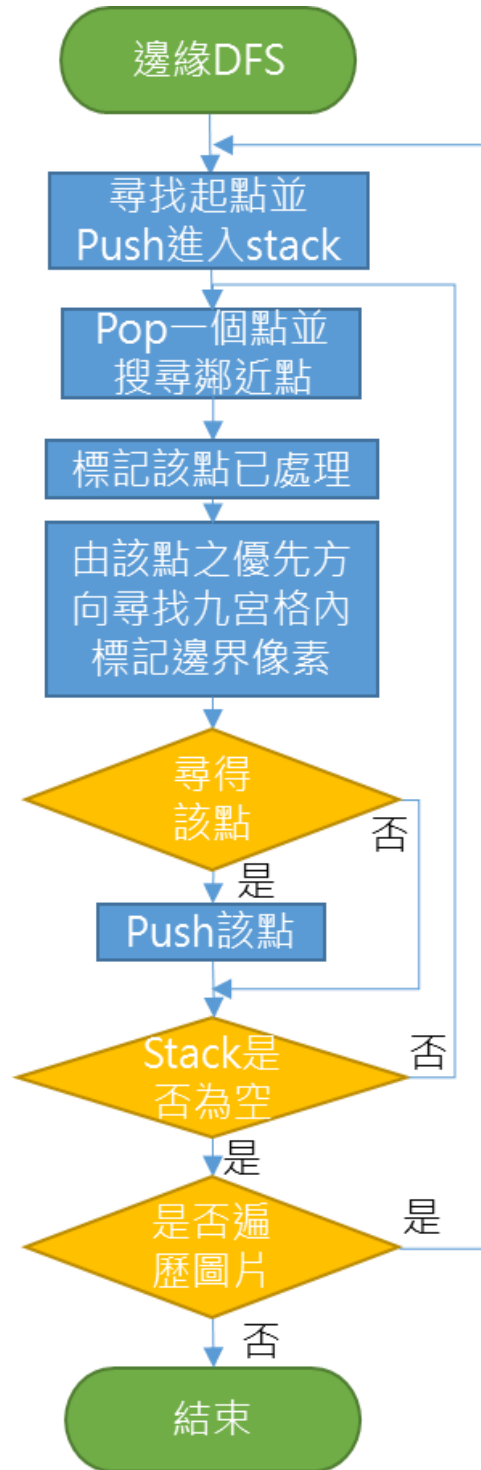 邊緣DFS
尋找起點並
Push進入stack
Pop一個點並
搜尋鄰近點
標記該點已處理
由該點之優先方
向尋找九宮格內
標記邊界像素
尋得
該點
否
是
Push該點
Stack是
否為空
否
是
是否遍
歷圖片
是
否
結束